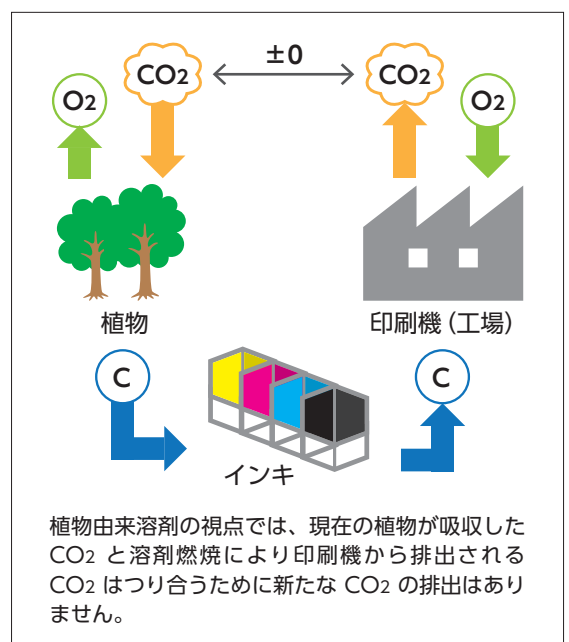 ±0
CO2
CO2
O2
O2
植物
印刷機（工場）
C
C
インキ
植物由来溶剤の視点では、現在の植物が吸収した
CO2 と溶剤燃焼により印刷機から排出される
CO2 はつり合うために新たな CO2 の排出はあり
ません。